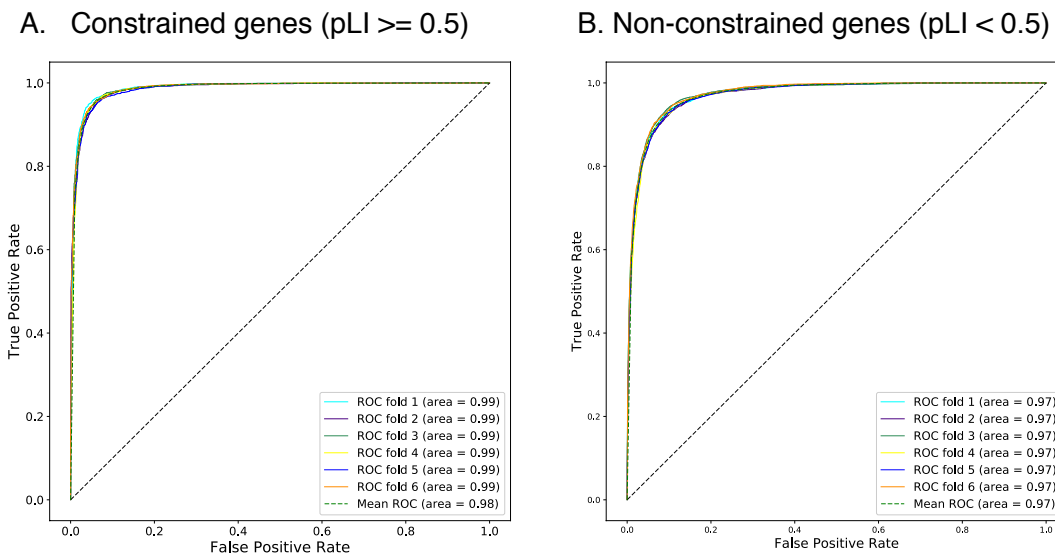 A. Constrained genes (pLI >= 0.5)
1.0
0.8
0.6
0.4
0.2
0.0
True Positive Rate
ROC fold 1 (area = 0.99)
ROC fold 2 (area = 0.99)
ROC fold 3 (area = 0.99)
ROC fold 4 (area = 0.99)
ROC fold 5 (area = 0.99)
ROC fold 6 (area = 0.99)
Mean ROC (area = 0.98)
0.0 0.2 0.4 0.6 0.8 1.0
False Positive Rate
B. Non-constrained genes (pLI < 0.5)
1.0
0.8
0.6
0.4
0.2
0.0
True Positive Rate
ROC fold 1 (area = 0.97)
ROC fold 2 (area = 0.97)
ROC fold 3 (area = 0.97)
ROC fold 4 (area = 0.97)
ROC fold 5 (area = 0.97)
ROC fold 6 (area = 0.97)
Mean ROC (area = 0.97)
0.0 0.2 0.4 0.6 0.8 1.0
False Positive Rate